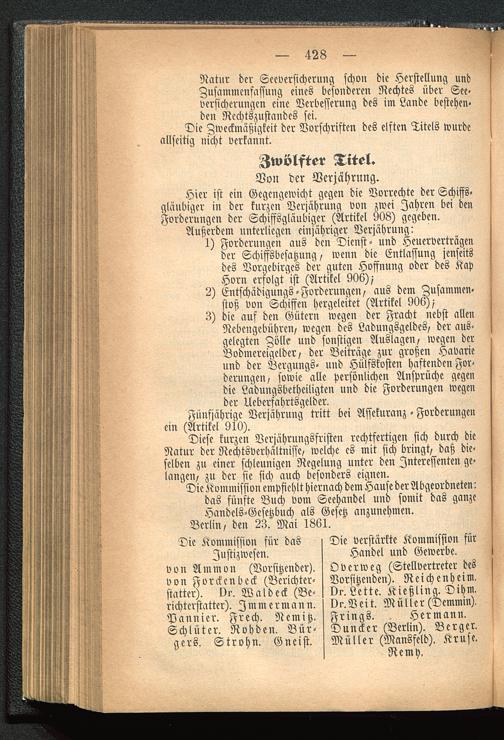 — 428 —
Natur der Seeversicherung schon die Herstellung und
Zusammenfassung eines besonderen Rechtes über See-
versicherungen eine Verbesserung des im Lande bestehen-
den Rechtszustandes sei.
Die Zweckmäßigkeit der Vorschriften des elften Titels wurde
allseitig nicht verkannt.
Zwölfter Titel.
Von der Verjährung.
Hier ist ein Gegengewicht gegen die Vorrechte der Schiffs-
gläubiger in der kurzen Verjährung von zwei Jahren bei den
Forderungen der Schiffsgläubiger (Artikel 908) gegeben.
Außerdem unterliegen einjähriger Verjährung:
1) Forderungen aus den Dienst- und Heuerverträgen
der Schiffsbesatzung, wenn die Entlassung jenseits
des Vorgebirges der guten Hoffnung oder des Kap
Horn erfolgt ist (Artikel 906);
2) Entschädigungs-Forderungen, aus dem Zusammen-
stoß von Schiffen hergeleitet (Artikel 906);
3) die auf den Gütern wegen der Fracht nebst allen
Nebengebühren, wegen des Ladungsgeldes, der aus-
gelegten Zölle und sonstigen Auslagen, wegen der
Bodmereigelder, der Beiträge zur großen Havarie
und der Bergungs- und Hülfskosten haftenden For-
derungen, sowie alle persönlichen Ansprüche gegen
die Ladungsbetheiligten und die Forderungen wegen
der Ueberfahrtsgelder.
Fünfjährige Verjährung tritt bei Assekuranz-Forderungen
ein (Artikel 910).
Diese kurzen Verjährungsfristen rechtfertigen sich durch die
Natur der Rechtsverhältnisse, welche es mit sich bringt, daß die-
selben zu einer schleunigen Regelung unter den Interessenten ge-
langen, zu der sie sich auch besonders eignen.
Die Kommission empfiehlt hiernach dem Hause der Abgeordneten:
das fünfte Buch vom Seehandel und somit das ganze
Handels-Gesetzbuch als Gesetz anzunehmen.
Berlin, den 23. Mai 1861.
Die Kommission für das
Justizwesen.
von Ammon (Vorsitzender).
von Forckenbeck (Berichter-
statter). Dr. Waldeck (Be-
richterstatter). Immermann.
Pannier. Frech. Nemitz.
Schlüter. Rohden. Bür-
gers. Strohn. Gneist.
Die verstärkte Kommission für
Handel und Gewerbe.
Overweg (Stellvertreter des
Vorsitzenden). Reichenheim.
Dr. Lette. Kießling. Dihm.
Dr. Veit. Müller (Demmin).
Frings. Hermann.
Duncker (Berlin). Berger.
Müller (Mansfeld). Kruse.
Remy.